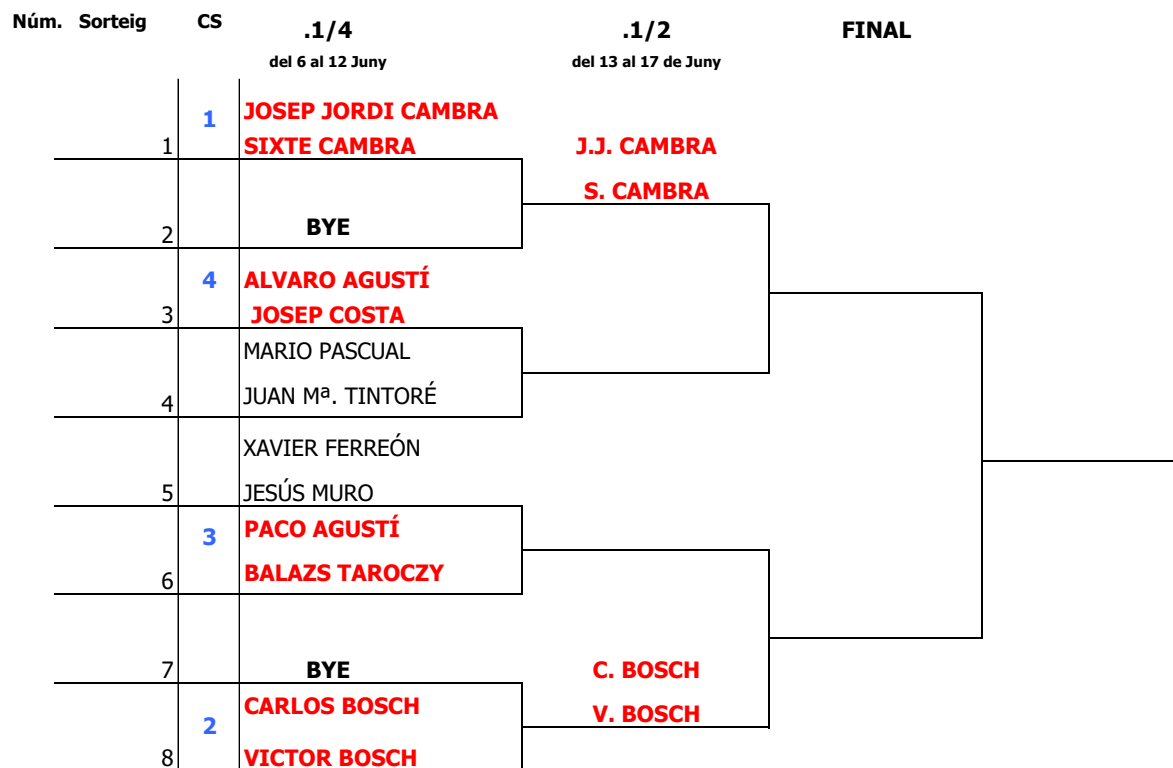 Núm. Sorteig CS .1/4 .1/2 FINAL
del 6 al 12 Juny del 13 al 17 de Juny
1 JOSEP JORDI CAMBRA
1 SIXTE CAMBRA J.J. CAMBRA
S. CAMBRA
2 BYE
4 ALVARO AGUSTÍ
3 JOSEP COSTA
MARIO PASCUAL
4 JUAN Mª. TINTORÉ
XAVIER FERREÓN
5 JESÚS MURO
3 PACO AGUSTÍ
6 BALAZS TAROCZY
7 BYE C. BOSCH
2 CARLOS BOSCH V. BOSCH
8 VICTOR BOSCH